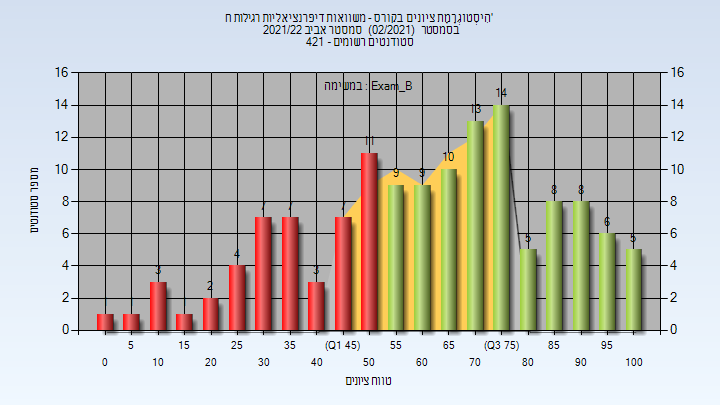 היסטוגרמת ציונים בקורס - משוואות דיפרנציאליות רגילות ח'
בסמסטר (02/2021) סמסטר אביב 2021/22
סטודנטים רשומים - 421
במשימה : Exam_B
16 16
14 14
12 12
10 10
8 8
6 6
4 4
2 2
0 0
3 2 4 7 7 3 7 11 9 9 10 13 14 5 8 8 6 5
מספר סטודנטים
5 15 25 35 (Q1 45) 55 65 (Q3 75) 85 95
0 10 20 30 40 50 60 70 80 90 100
טווח ציונים